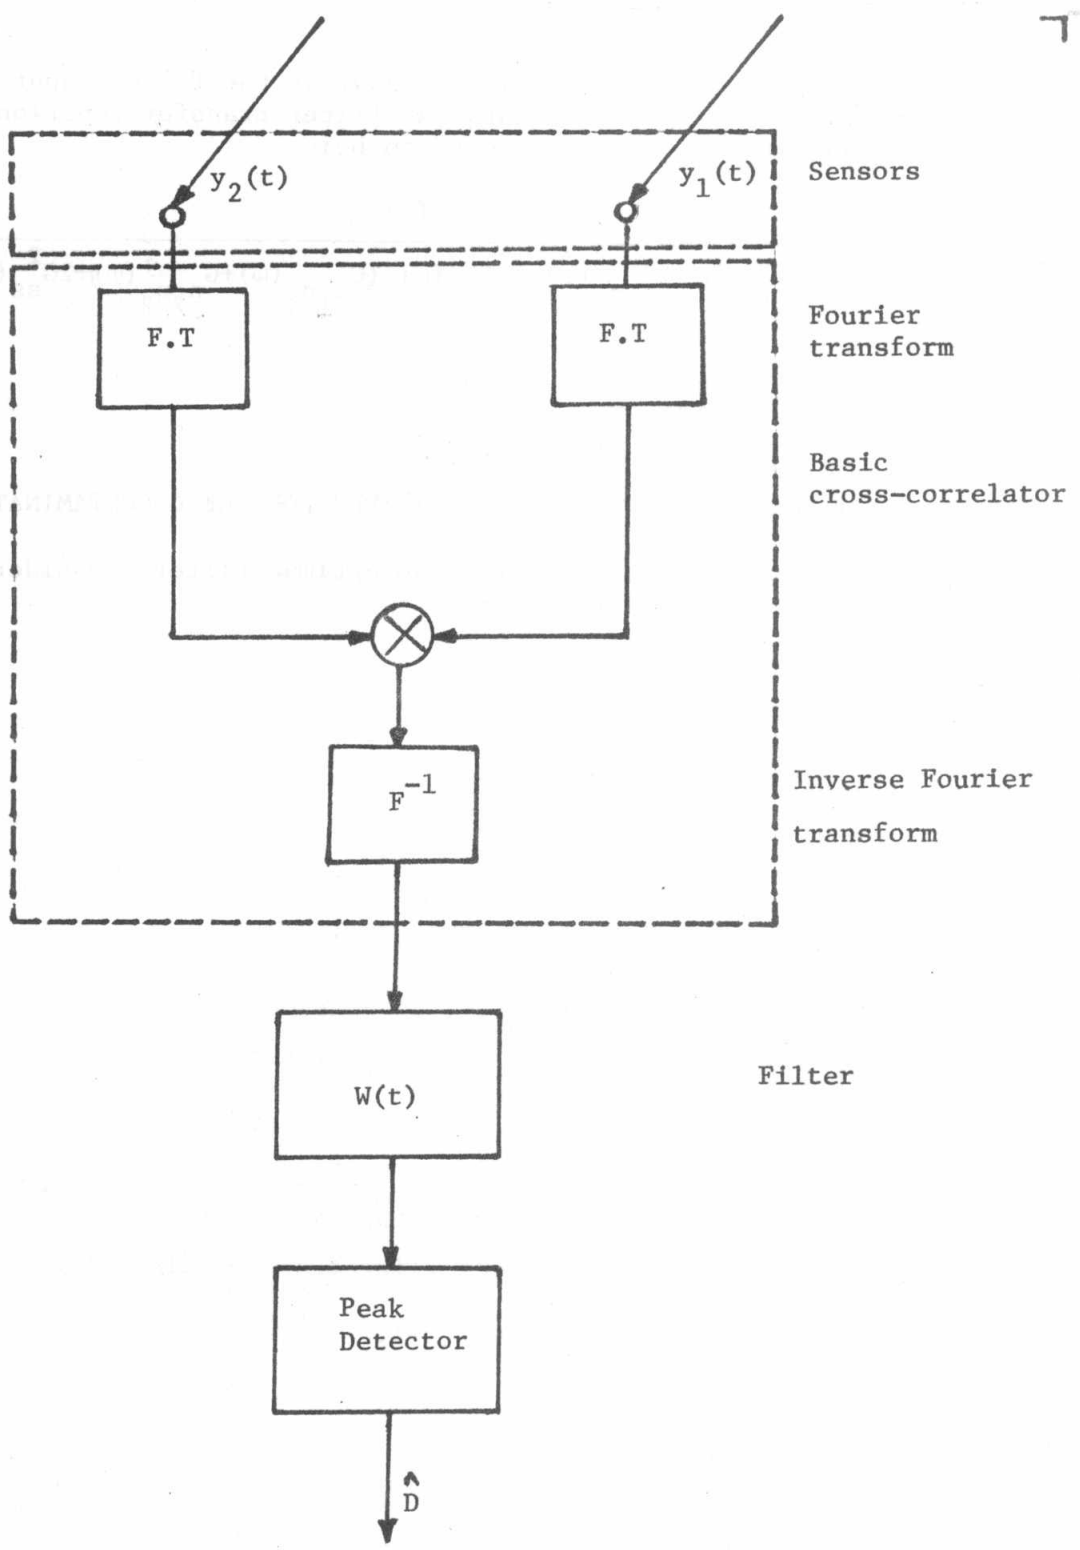 y2(t)
y1(t)
Sensors
F.T
F.T
Fourier
transform
Basic
cross-correlator
F-1
Inverse Fourier
transform
W(t)
Filter
Peak
Detector
^
D